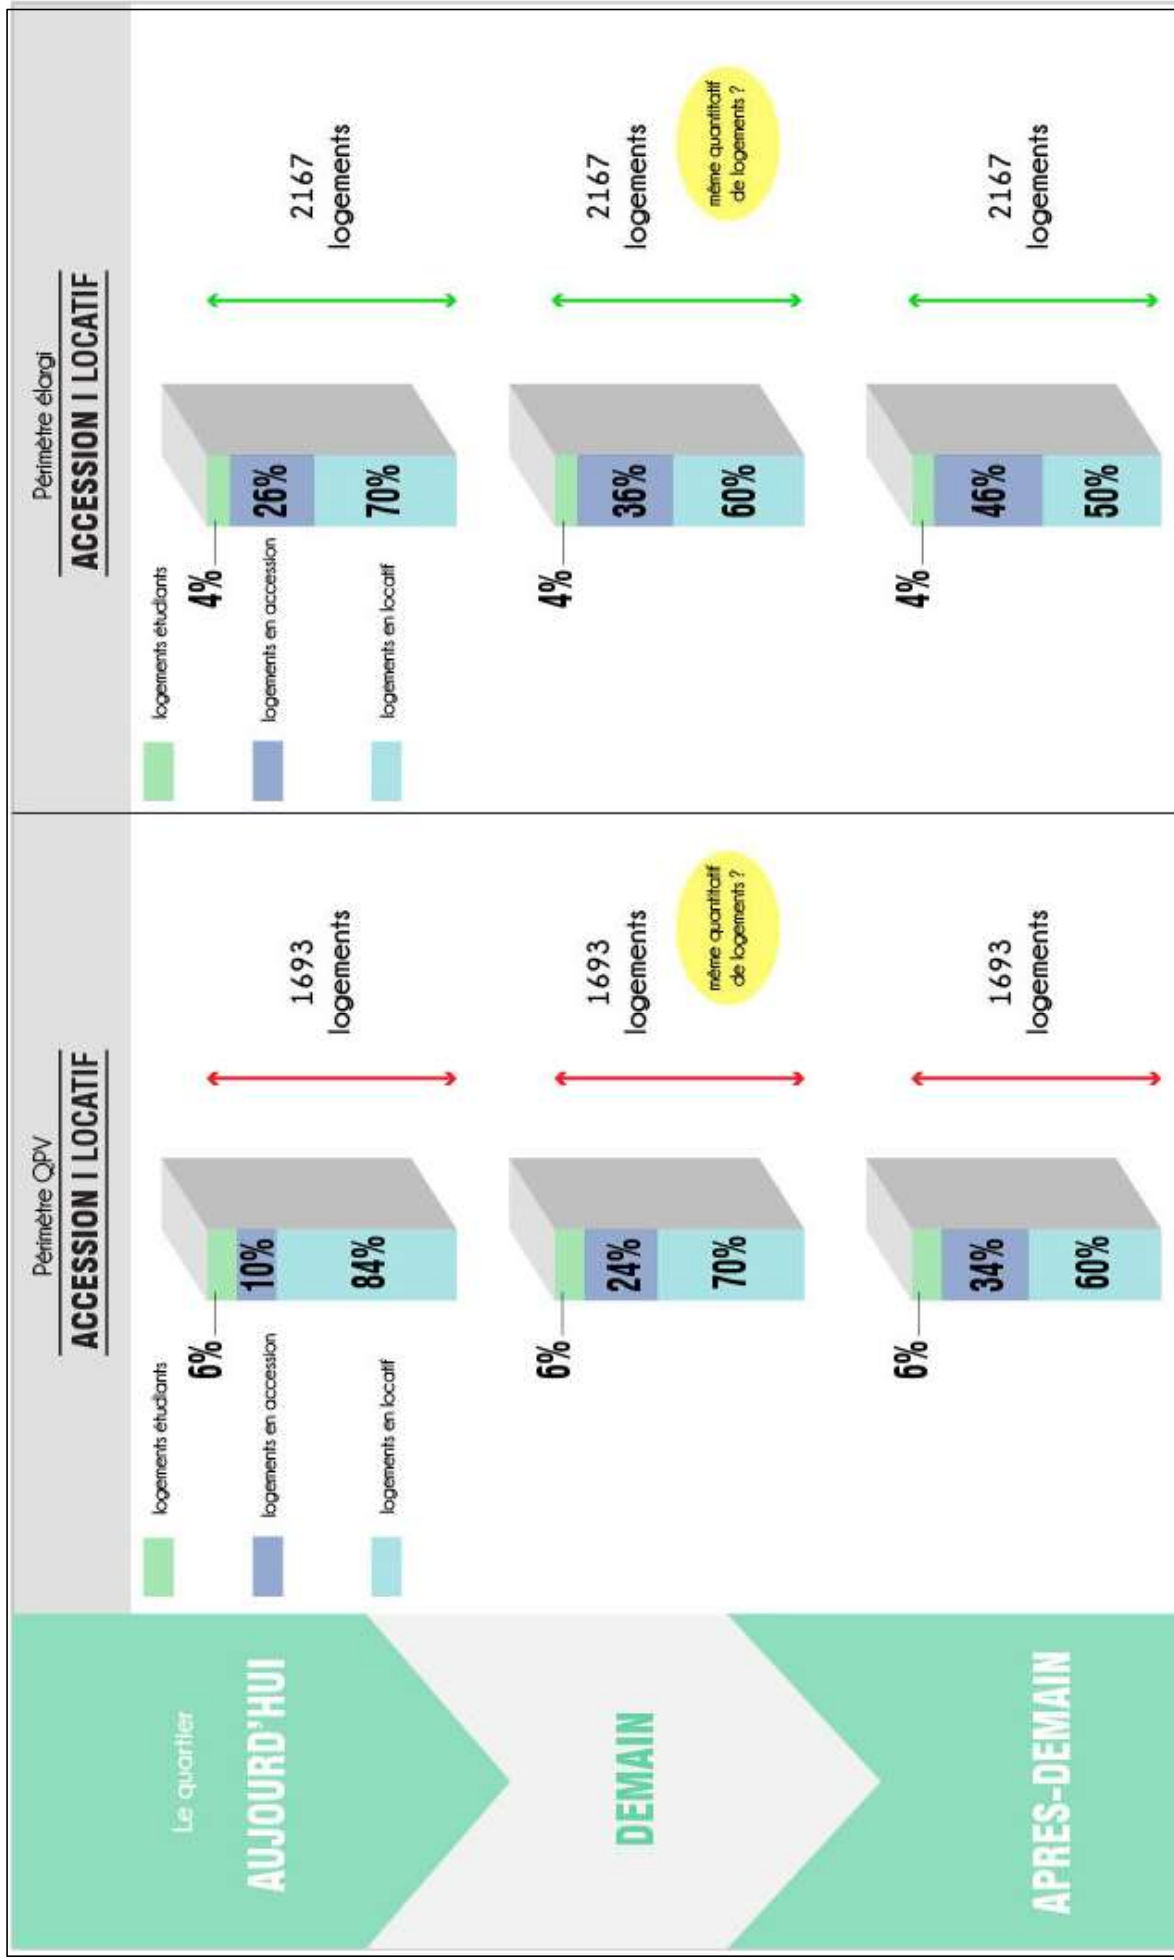 Le quartier
AUJOURD'HUI
DEMAIN
APRES-DEMAIN
Périmètre QPV
ACCESSION I LOCATIF
logements étudiants
logements en accession
logements en locatif
6%
10%
84%
1693
logements
6%
24%
70%
1693
logements
même quantitatif
de logements ?
6%
34%
60%
1693
logements
Périmètre élargi
ACCESSION I LOCATIF
logements étudiants
logements en accession
logements en locatif
4%
26%
70%
2167
logements
4%
36%
60%
2167
logements
même quantitatif
de logements ?
4%
46%
50%
2167
logements